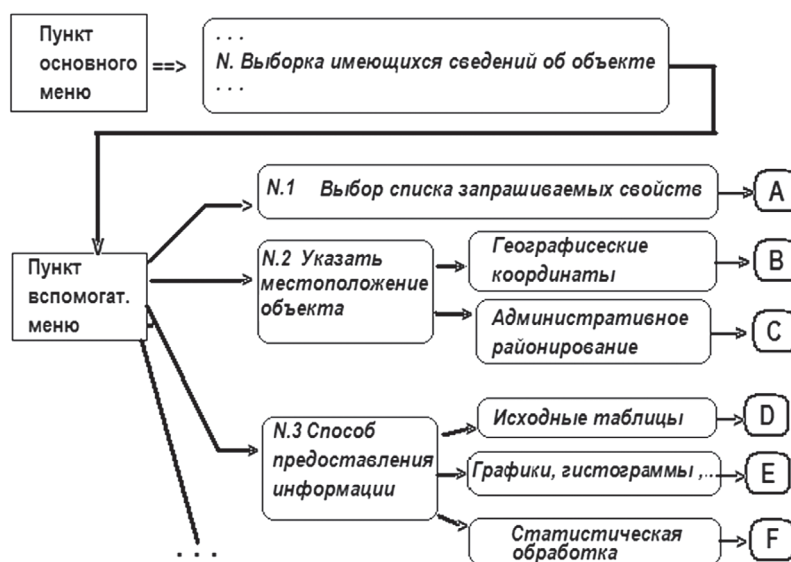 Пункт
основного
меню
==>
. . .
N. Выборка имеющихся сведений об объекте
. . .
N.1 Выбор списка запрашиваемых свойств
A
Пункт
вспомогат.
меню
N.2 Указать
местоположение
объекта
Географисеские
координаты
B
Административное
районирование
C
N.3 Способ
предоставления
информации
Исходные таблицы
D
Графики, гистограммы ,...
E
Статистическая
обработка
F
. . .